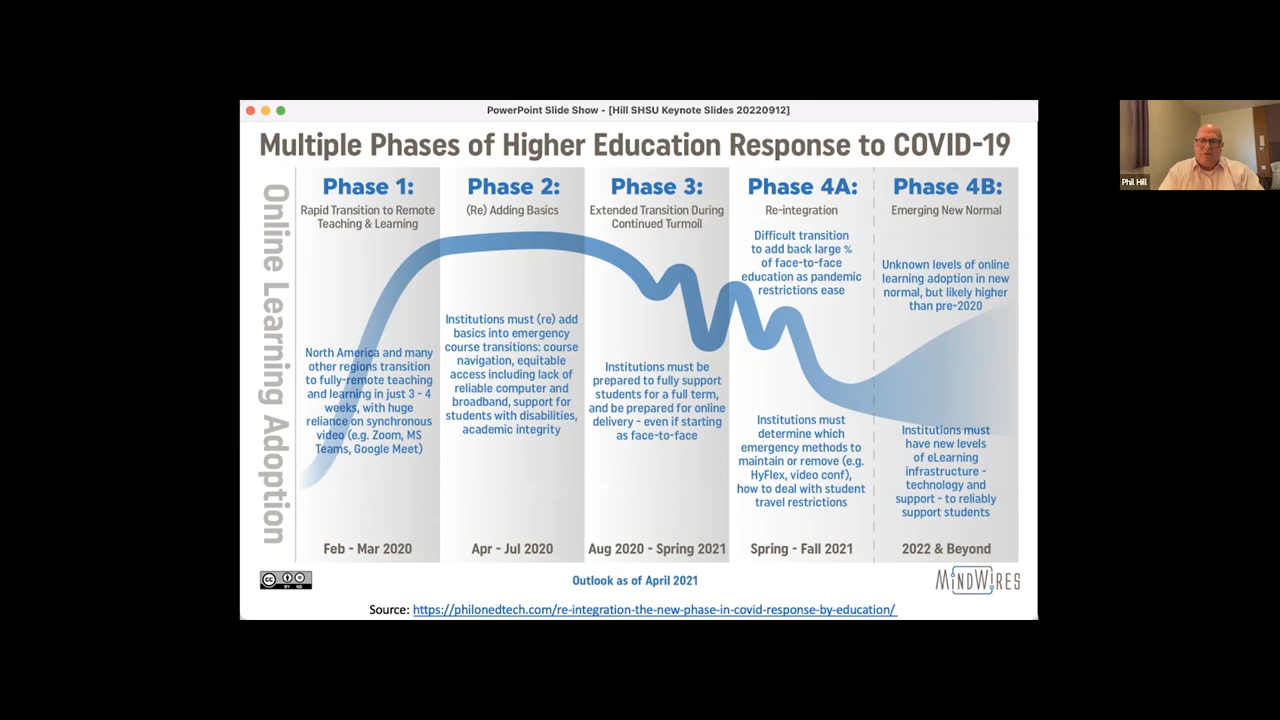 PowerPoint Slide Show - [Hill SHSU Keynote Slides 20220912]
Multiple Phases of Higher Education Response to COVID-19
Online Learning Adoption
Phase 1:
Rapid Transition to Remote
Teaching & Learning
North America and many
other regions transition
to fully-remote teaching
and learning in just 3 - 4
weeks, with huge
reliance on synchronous
video (e.g. Zoom, MS
Teams, Google Meet)
Feb - Mar 2020
Phase 2:
(Re) Adding Basics
Institutions must (re) add
basics into emergency
course transitions: course
navigation, equitable
access including lack of
reliable computer and
broadband, support for
students with disabilities,
academic integrity
Apr - Jul 2020
Phase 3:
Extended Transition During
Continued Turmoil
Institutions must be
prepared to fully support
students for a full term,
and be prepared for online
delivery - even if starting
as face-to-face
Aug 2020 - Spring 2021
Phase 4A:
Re-integration
Difficult transition
to add back large %
of face-to-face
education as pandemic
restrictions ease
Institutions must
determine which
emergency methods to
maintain or remove (e.g.
HyFlex, video conf),
how to deal with student
travel restrictions
Spring - Fall 2021
Phase 4B:
Emerging New Normal
Unknown levels of online
learning adoption in new
normal, but likely higher
than pre-2020
Institutions must
have new levels
of eLearning
infrastructure -
technology and
support - to reliably
support students
2022 & Beyond
cc
BY ND
Outlook as of April 2021
MINDWIRES
Source: https://philonedtech.com/re-integration-the-new-phase-in-covid-response-by-education/
Phil Hill